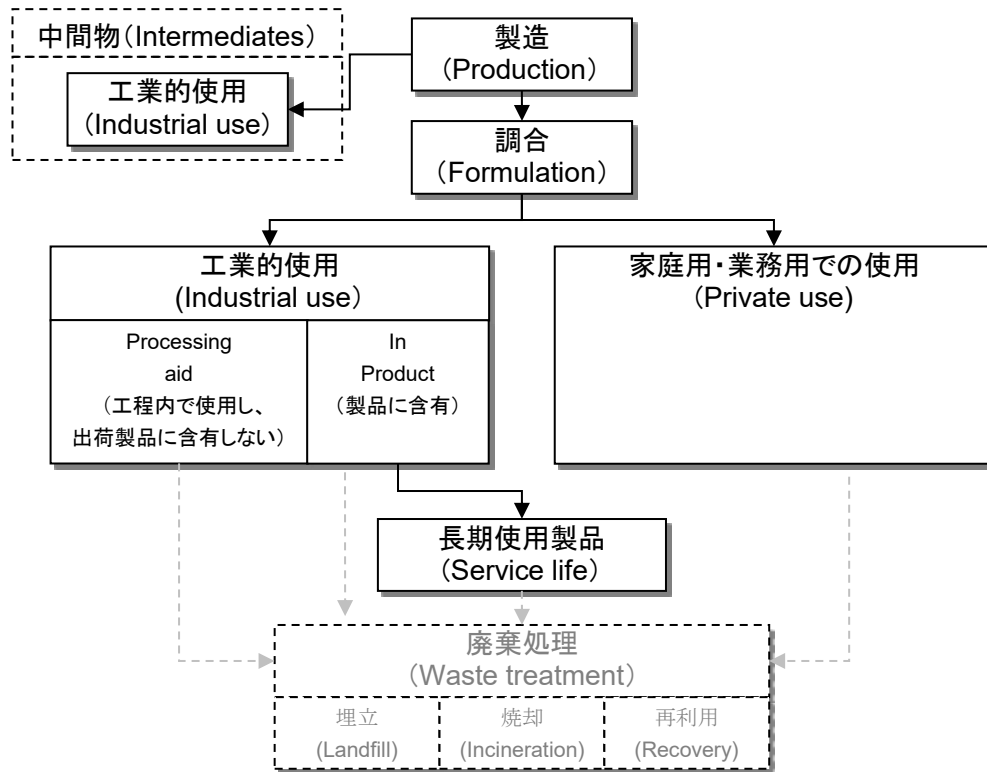 中間物（Intermediates）
工業的使用
（Industrial use）
製造
（Production）
調合
（Formulation）
工業的使用
(Industrial use）
Processing
aid
（工程内で使用し、
出荷製品に含有しない）
In
Product
（製品に含有）
家庭用・業務用での使用
（Private use)
長期使用製品
（Service life）
廃棄処理
（Waste treatment）
埋立
(Landfill)
焼却
(Incineration)
再利用
(Recovery)